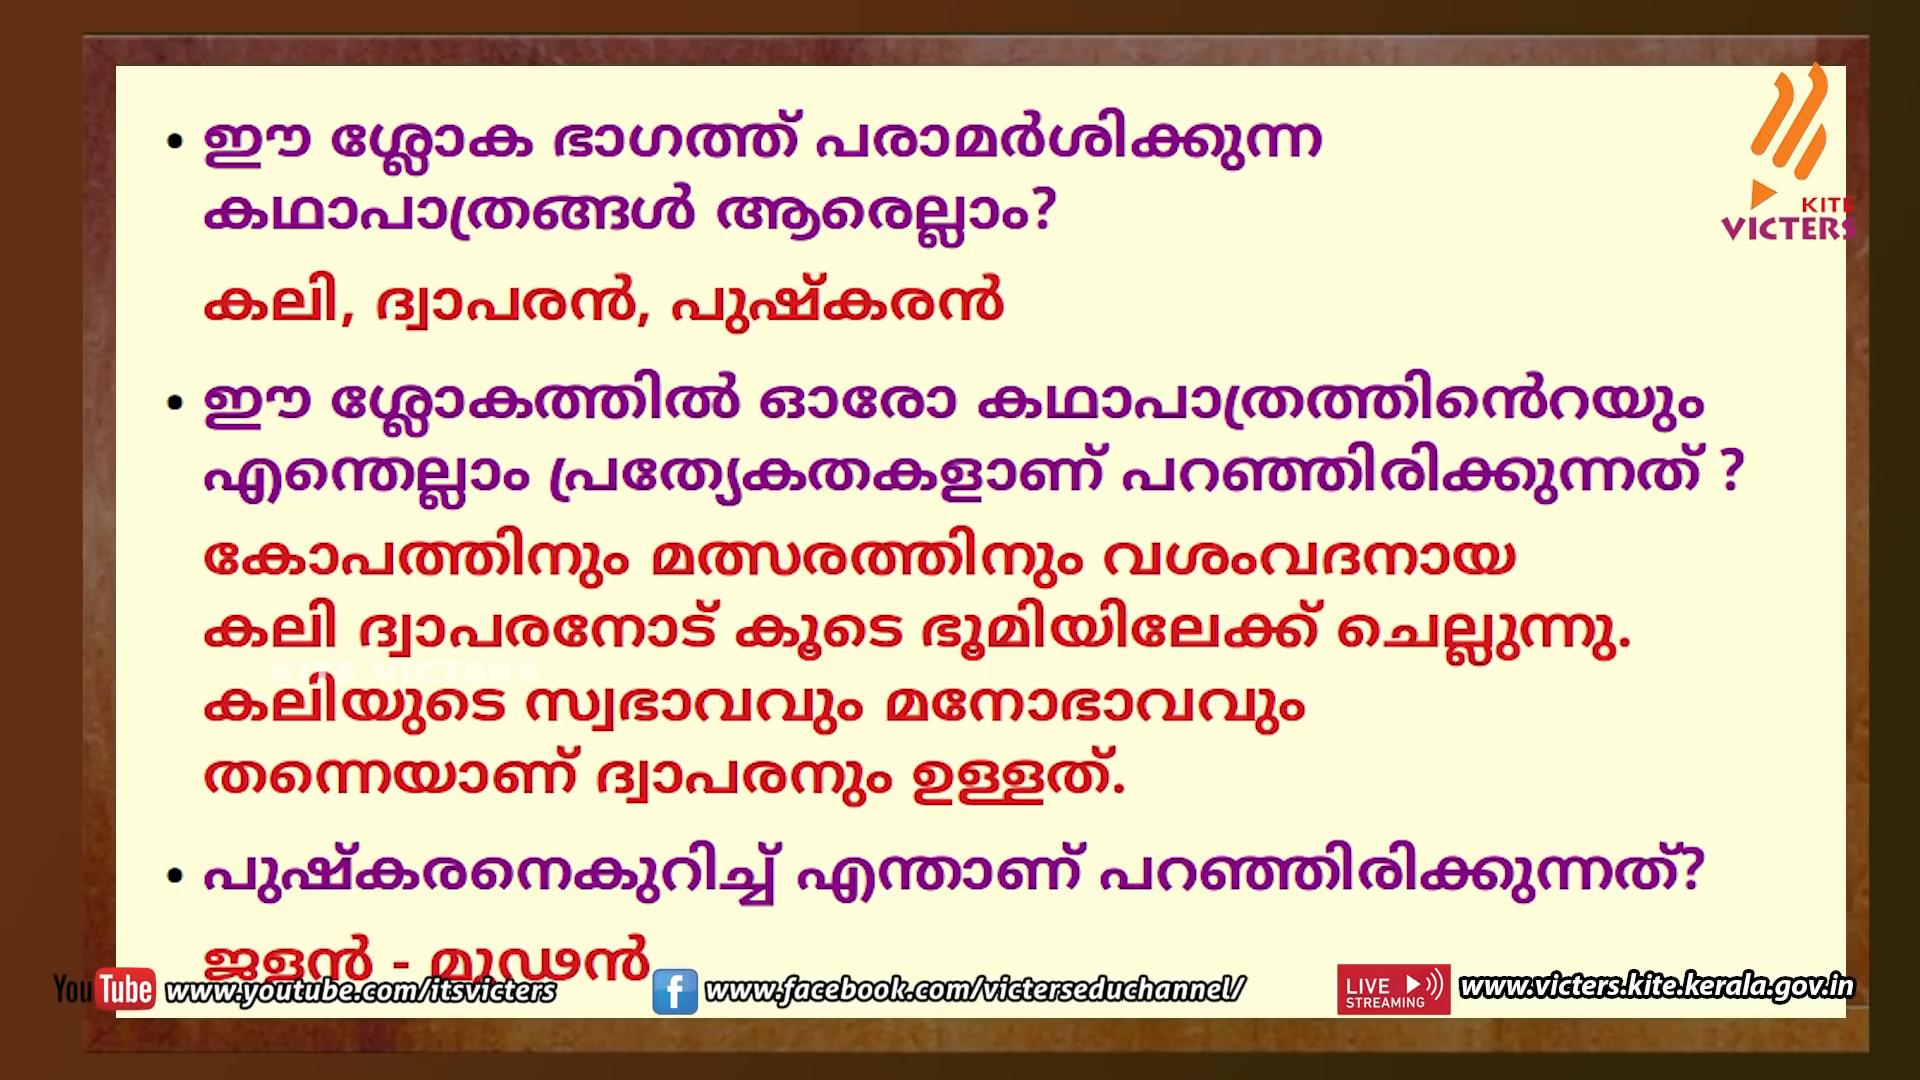 • ഈ ശ്ലോക ഭാഗത്ത് പരാമർശിക്കുന്ന
കഥാപാത്രങ്ങൾ ആരെല്ലാം?
കലി, ദ്വാപരൻ, പുഷ്കരൻ
• ഈ ശ്ലോകത്തിൽ ഓരോ കഥാപാത്രത്തിൻെറയും
എന്തെല്ലാം പ്രത്യേകതകളാണ് പറഞ്ഞിരിക്കുന്നത് ?
കോപത്തിനും മത്സരത്തിനും വശംവദനായ
കലി ദ്വാപരനോട് കൂടെ ഭൂമിയിലേക്ക് ചെല്ലുന്നു.
കലിയുടെ സ്വഭാവവും മനോഭാവവും
തന്നെയാണ് ദ്വാപരനും ഉള്ളത്.
• പുഷ്കരനെകുറിച്ച് എന്താണ് പറഞ്ഞിരിക്കുന്നത്?
ജളൻ - മൂഢൻ
KITE
VICTERS
KITE VICTERS
YouTube www.youtube.com/itsvicters
f www.facebook.com/victerseduchannel/
LIVE STREAMING www.victers.kite.kerala.gov.in